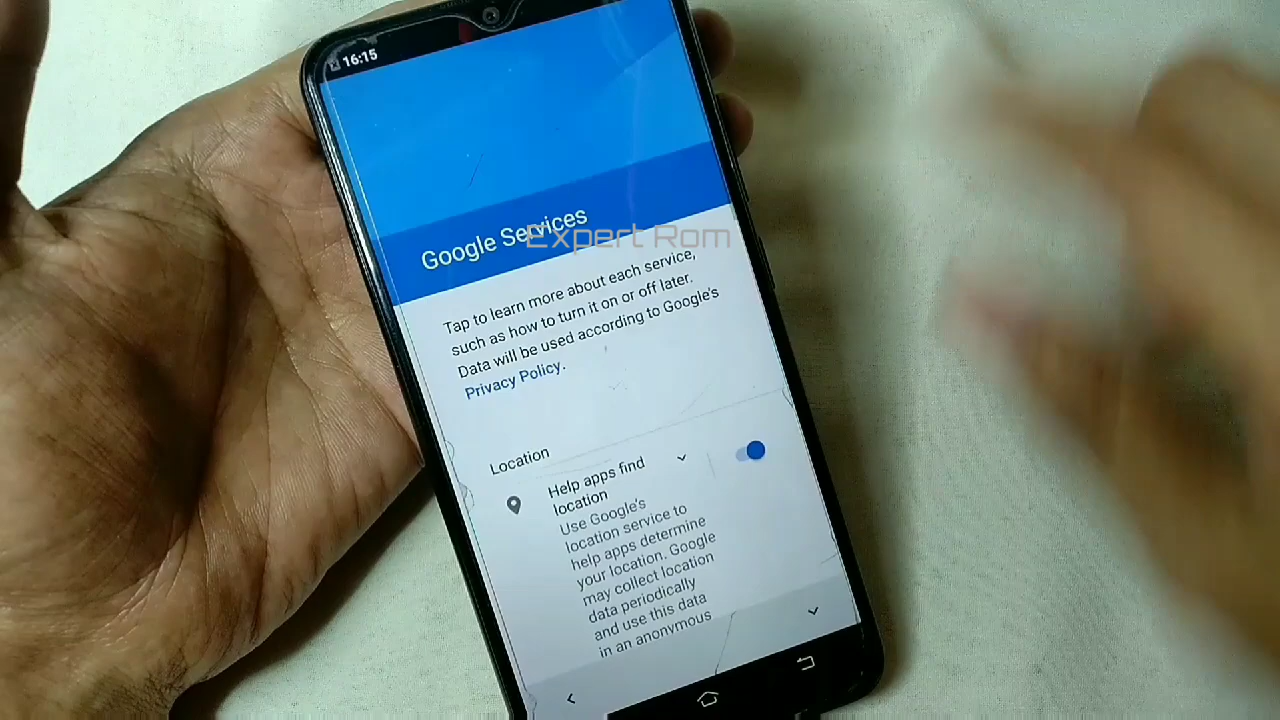 16:15
Google Services
Expert Rom
Tap to learn more about each service,
such as how to turn it on or off later.
Data will be used according to Google's
Privacy Policy.
Location
Help apps find
location
Use Google's
location service to
help apps determine
your location. Google
may collect location
data periodically
and use this data
in an anonymous